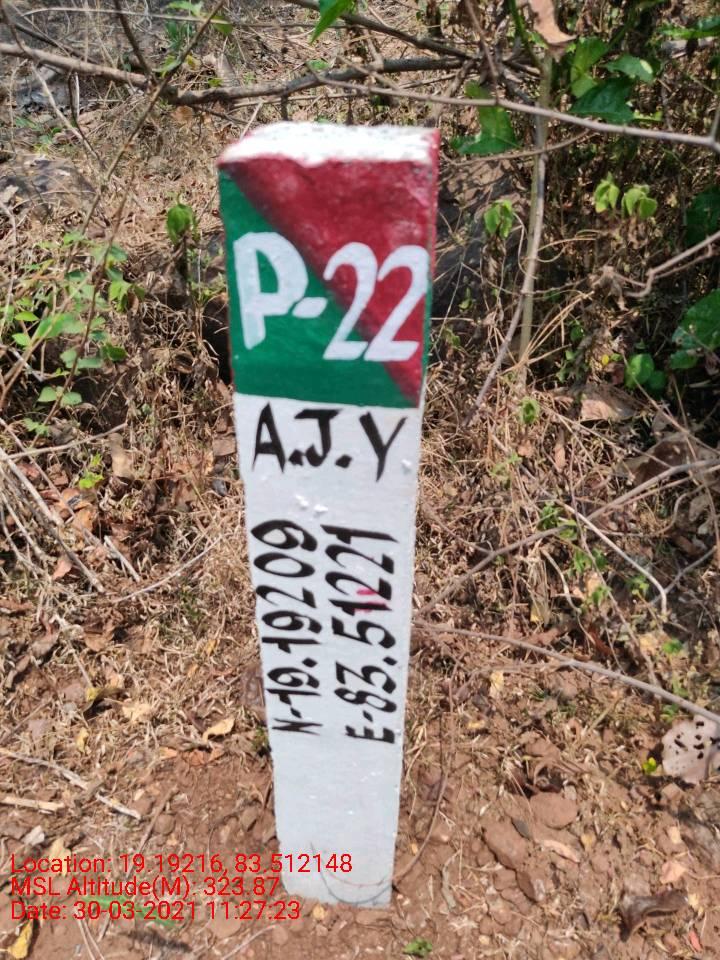 P-22
A.J.Y
N-19.19209
E-83.51221
Location: 19.19216, 83.512148
MSL Altitude(M): 323.87
Date: 30-03-2021 11:27:23